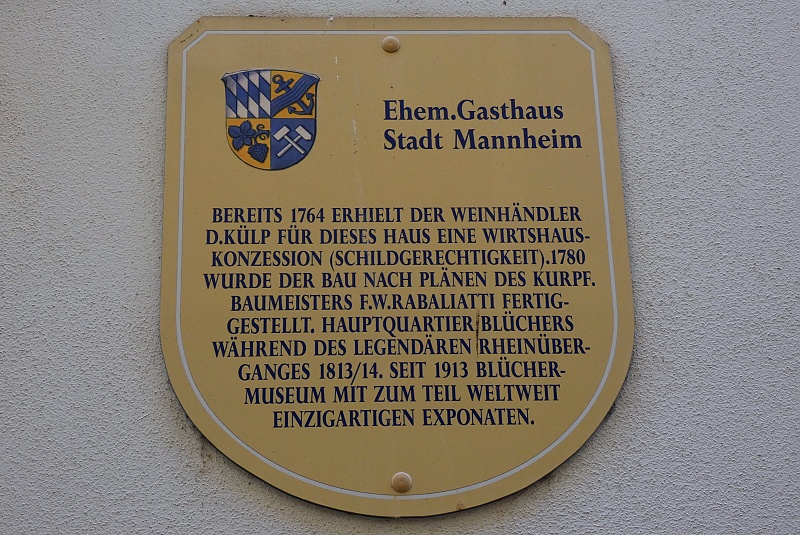 Ehem.Gasthaus
Stadt Mannheim
BEREITS 1764 ERHIELT DER WEINHÄNDLER
D.KÜLP FÜR DIESES HAUS EINE WIRTSHAUS-
KONZESSION (SCHILDGERECHTIGKEIT).1780
WURDE DER BAU NACH PLÄNEN DES KURPF.
BAUMEISTERS F.W.RABALIATTI FERTIG-
GESTELLT. HAUPTQUARTIER BLÜCHERS
WÄHREND DES LEGENDÄREN RHEINÜBER-
GANGES 1813/14. SEIT 1913 BLÜCHER-
MUSEUM MIT ZUM TEIL WELTWEIT
EINZIGARTIGEN EXPONATEN.